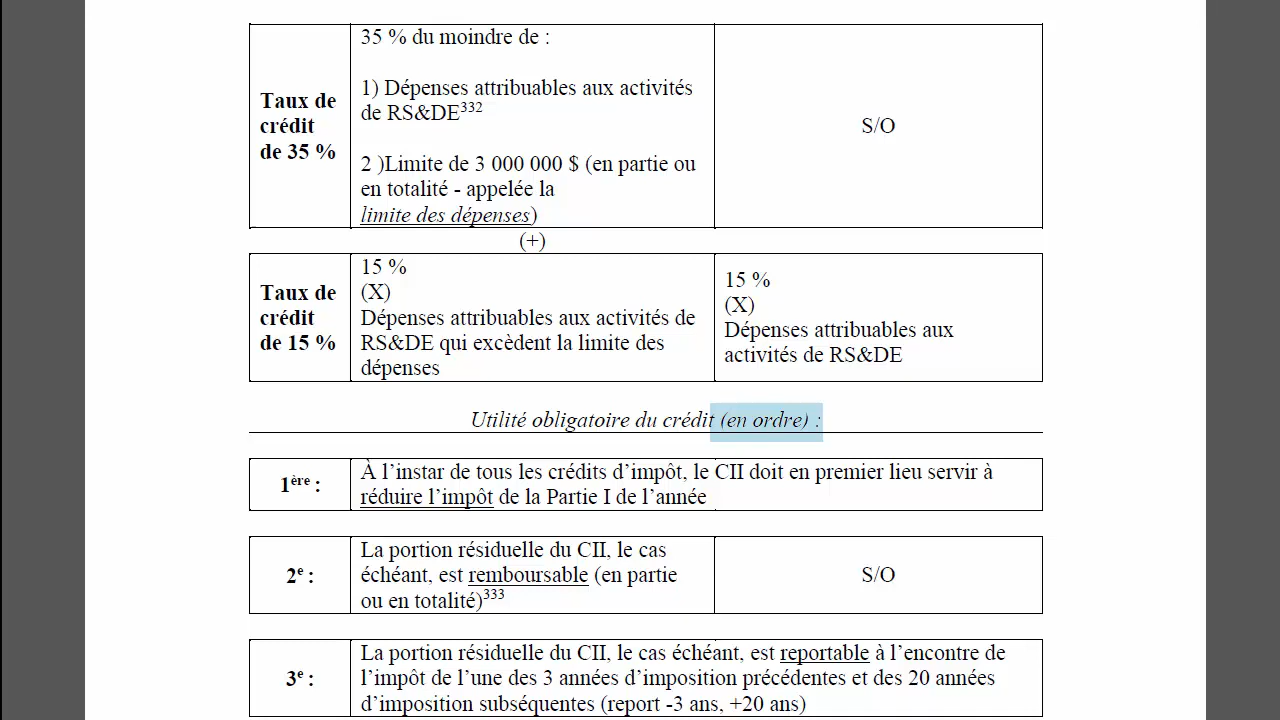 Taux de
crédit
de 35 %
35 % du moindre de :
1) Dépenses attribuables aux activités
de RS&DE332
2 )Limite de 3 000 000 $ (en partie ou
en totalité - appelée la
limite des dépenses)
S/O
(+)
Taux de
crédit
de 15 %
15 %
(X)
Dépenses attribuables aux activités de
RS&DE qui excèdent la limite des
dépenses
15 %
(X)
Dépenses attribuables aux
activités de RS&DE
Utilité obligatoire du crédit (en ordre) :
1ère :
À l’instar de tous les crédits d’impôt, le CII doit en premier lieu servir à
réduire l’impôt de la Partie I de l’année
2e :
La portion résiduelle du CII, le cas
échéant, est remboursable (en partie
ou en totalité)333
S/O
3e :
La portion résiduelle du CII, le cas échéant, est reportable à l’encontre de
l’impôt de l’une des 3 années d’imposition précédentes et des 20 années
d’imposition subséquentes (report -3 ans, +20 ans)